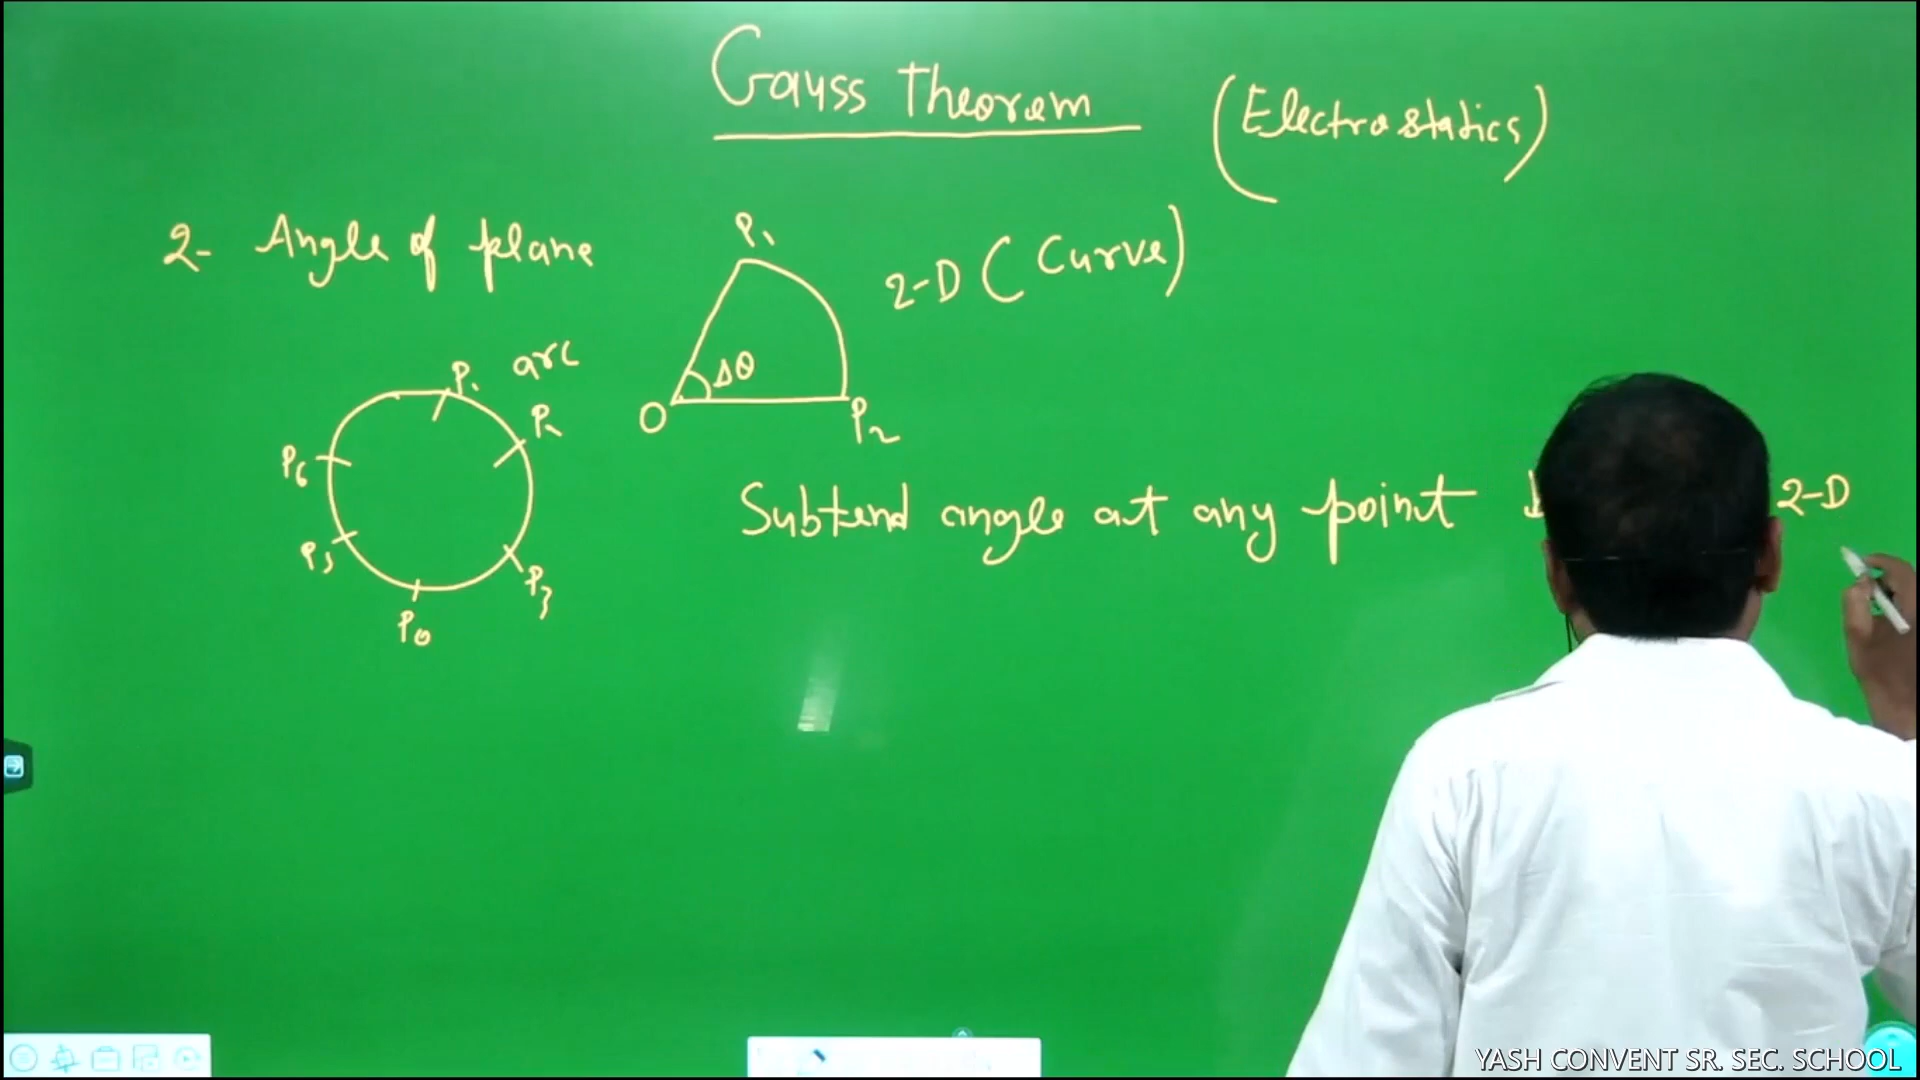 Gauss Theorem (Electrostatics)
2- Angle of plane
P1
2-D (Curve)
P1 arc
Δθ
O
P2
P2
P6
P5
P3
Po
Subtend angle at any point
2-D
YASH CONVENT SR. SEC. SCHOOL